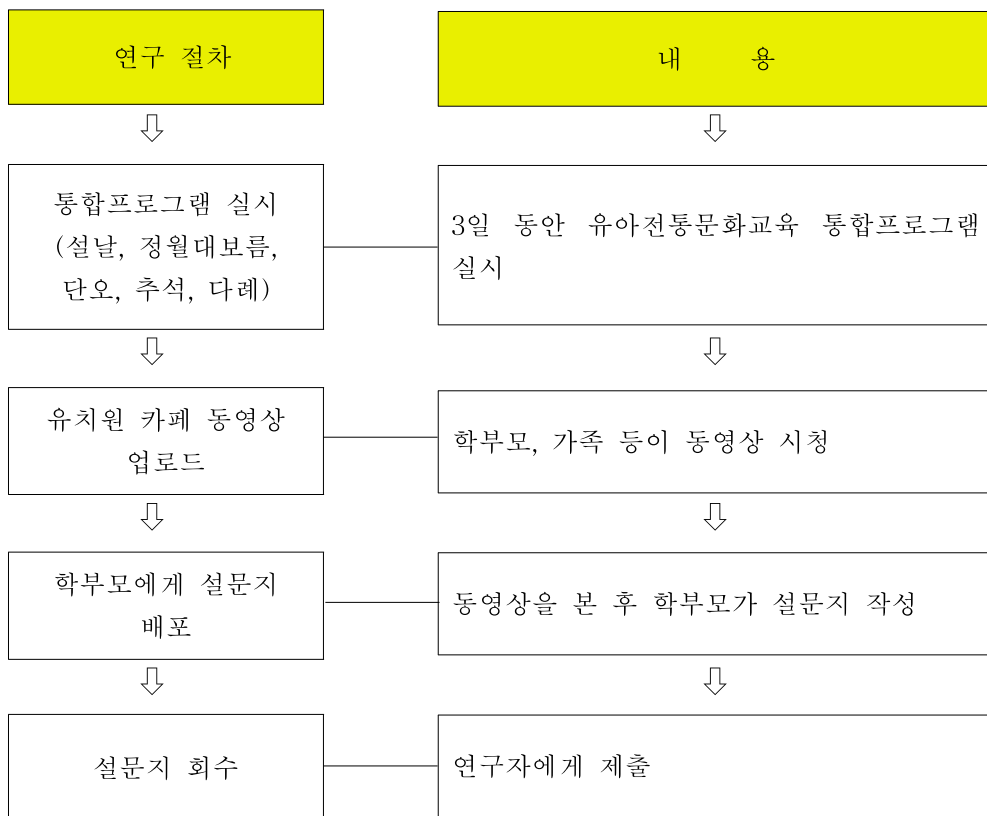 연구 절차
내 용
통합프로그램 실시
(설날, 정월대보름,
단오, 추석, 다례)
3일 동안 유아전통문화교육 통합프로그램
실시
유치원 카페 동영상
업로드
학부모, 가족 등이 동영상 시청
학부모에게 설문지
배포
동영상을 본 후 학부모가 설문지 작성
설문지 회수
연구자에게 제출